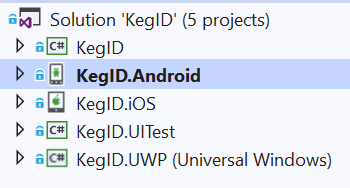 Solution 'KegID' (5 projects)
C# KegID
KegID.Android
KegID.iOS
C# KegID.UITest
C# KegID.UWP (Universal Windows)